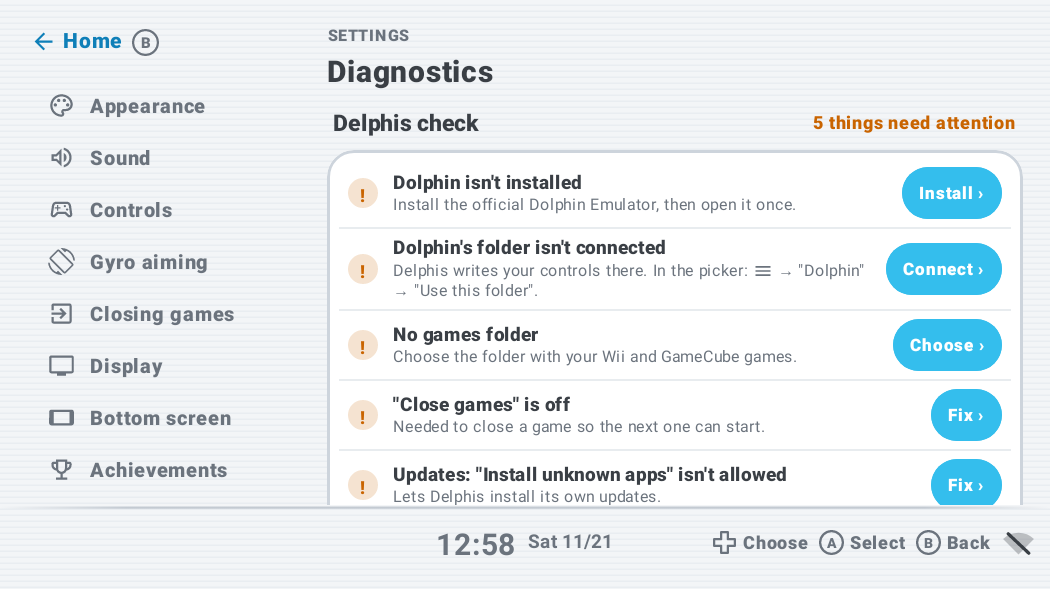 Home B
Appearance
Sound
Controls
Gyro aiming
Closing games
Display
Bottom screen
Achievements
SETTINGS
Diagnostics
Delphis check
5 things need attention
! Dolphin isn't installed
Install the official Dolphin Emulator, then open it once.
Install ›
! Dolphin's folder isn't connected
Delphis writes your controls there. In the picker: ≡ → "Dolphin"
→ "Use this folder".
Connect ›
! No games folder
Choose the folder with your Wii and GameCube games.
Choose ›
! "Close games" is off
Needed to close a game so the next one can start.
Fix ›
! Updates: "Install unknown apps" isn't allowed
Lets Delphis install its own updates.
Fix ›
12:58 Sat 11/21
Choose A Select B Back